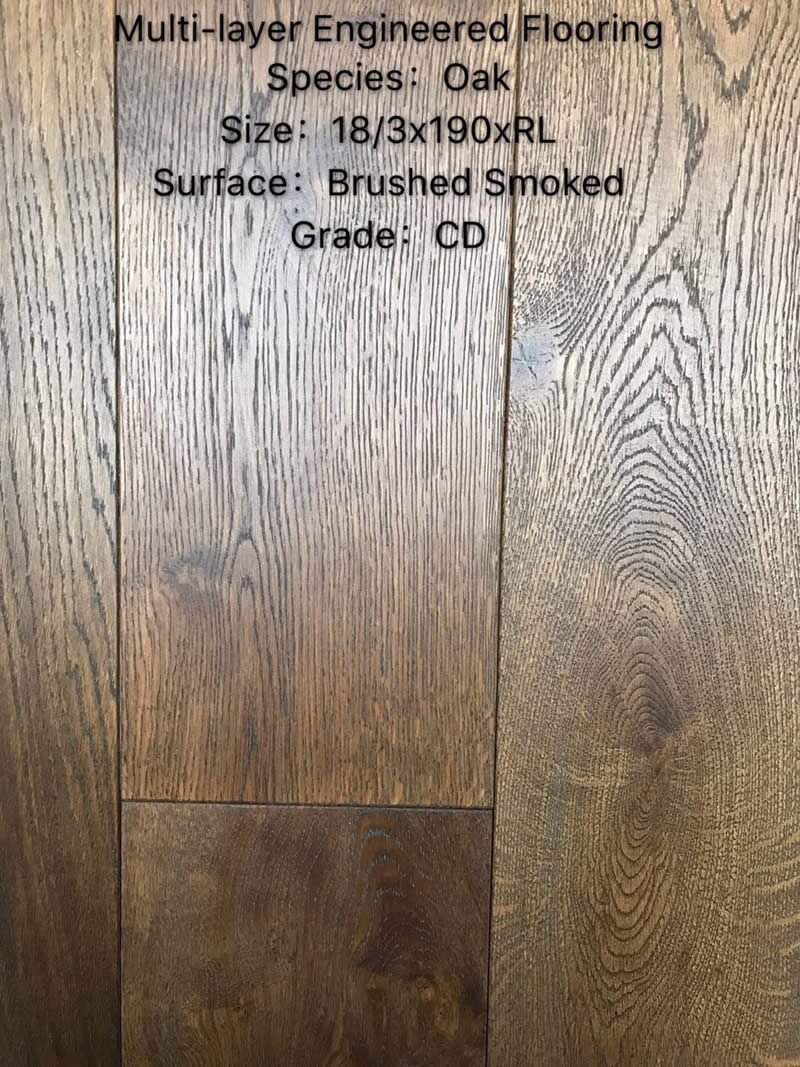 Multi-layer Engineered Flooring
Species：Oak
Size：18/3x190xRL
Surface：Brushed Smoked
Grade：CD